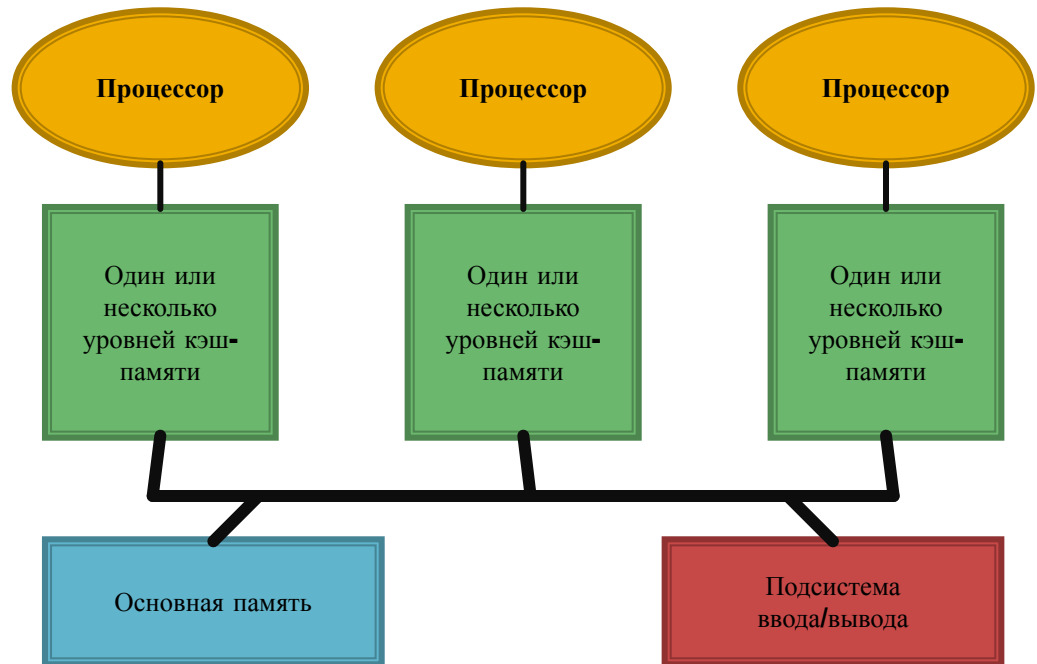 Процессор
Процессор
Процессор
Один или
несколько
уровней кэш-
памяти
Один или
несколько
уровней кэш-
памяти
Один или
несколько
уровней кэш-
памяти
Основная память
Подсистема
ввода/вывода